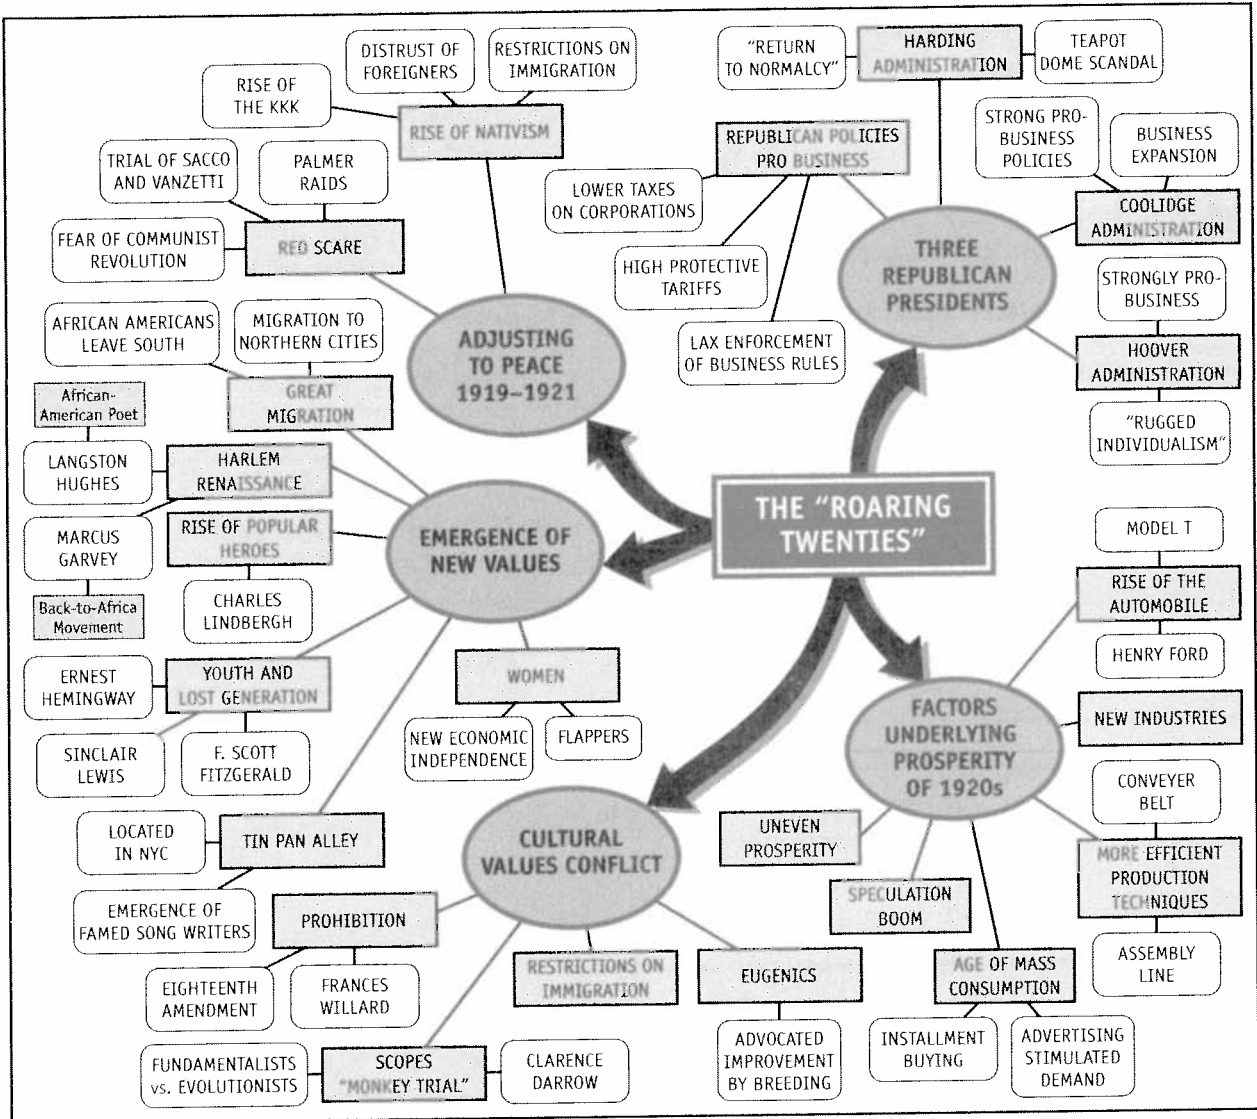 THE "ROARING
TWENTIES"
ADJUSTING
TO PEACE
1919–1921
RISE OF NATIVISM
RISE OF
THE KKK
DISTRUST OF
FOREIGNERS
RESTRICTIONS ON
IMMIGRATION
RED SCARE
TRIAL OF SACCO
AND VANZETTI
PALMER
RAIDS
FEAR OF COMMUNIST
REVOLUTION
THREE
REPUBLICAN
PRESIDENTS
HARDING
ADMINISTRATION
"RETURN
TO NORMALCY"
TEAPOT
DOME SCANDAL
REPUBLICAN POLICIES
PRO BUSINESS
LOWER TAXES
ON CORPORATIONS
HIGH PROTECTIVE
TARIFFS
LAX ENFORCEMENT
OF BUSINESS RULES
COOLIDGE
ADMINISTRATION
STRONG PRO-
BUSINESS
POLICIES
BUSINESS
EXPANSION
HOOVER
ADMINISTRATION
STRONGLY PRO-
BUSINESS
"RUGGED
INDIVIDUALISM"
EMERGENCE OF
NEW VALUES
GREAT
MIGRATION
AFRICAN AMERICANS
LEAVE SOUTH
MIGRATION TO
NORTHERN CITIES
HARLEM
RENAISSANCE
African-
American Poet
LANGSTON
HUGHES
MARCUS
GARVEY
Back-to-Africa
Movement
RISE OF POPULAR
HEROES
CHARLES
LINDBERGH
YOUTH AND
LOST GENERATION
ERNEST
HEMINGWAY
SINCLAIR
LEWIS
F. SCOTT
FITZGERALD
WOMEN
NEW ECONOMIC
INDEPENDENCE
FLAPPERS
TIN PAN ALLEY
LOCATED
IN NYC
EMERGENCE OF
FAMED SONG WRITERS
CULTURAL
VALUES CONFLICT
PROHIBITION
EIGHTEENTH
AMENDMENT
FRANCES
WILLARD
SCOPES
"MONKEY TRIAL"
FUNDAMENTALISTS
vs. EVOLUTIONISTS
CLARENCE
DARROW
RESTRICTIONS ON
IMMIGRATION
EUGENICS
ADVOCATED
IMPROVEMENT
BY BREEDING
FACTORS
UNDERLYING
PROSPERITY
OF 1920s
RISE OF THE
AUTOMOBILE
MODEL T
HENRY FORD
NEW INDUSTRIES
MORE EFFICIENT
PRODUCTION
TECHNIQUES
CONVEYER
BELT
ASSEMBLY
LINE
AGE OF MASS
CONSUMPTION
INSTALLMENT
BUYING
ADVERTISING
STIMULATED
DEMAND
SPECULATION
BOOM
UNEVEN
PROSPERITY